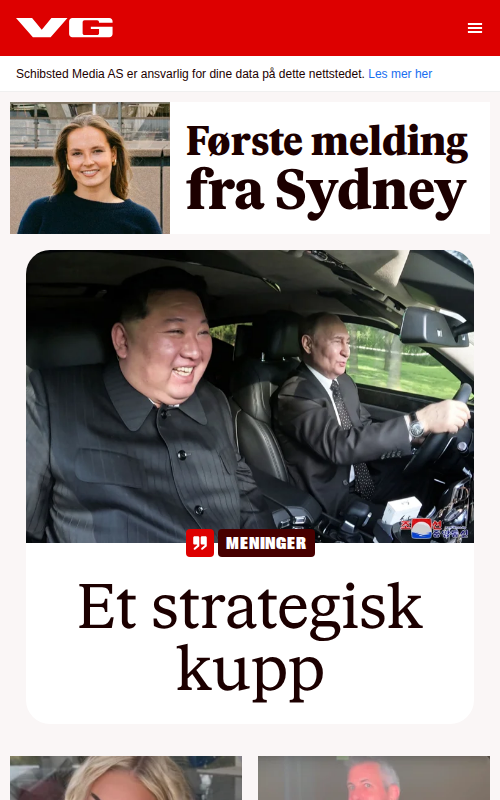 VG
Schibsted Media AS er ansvarlig for dine data på dette nettstedet. Les mer her
Første melding
fra Sydney
MENINGER
Et strategisk
kupp